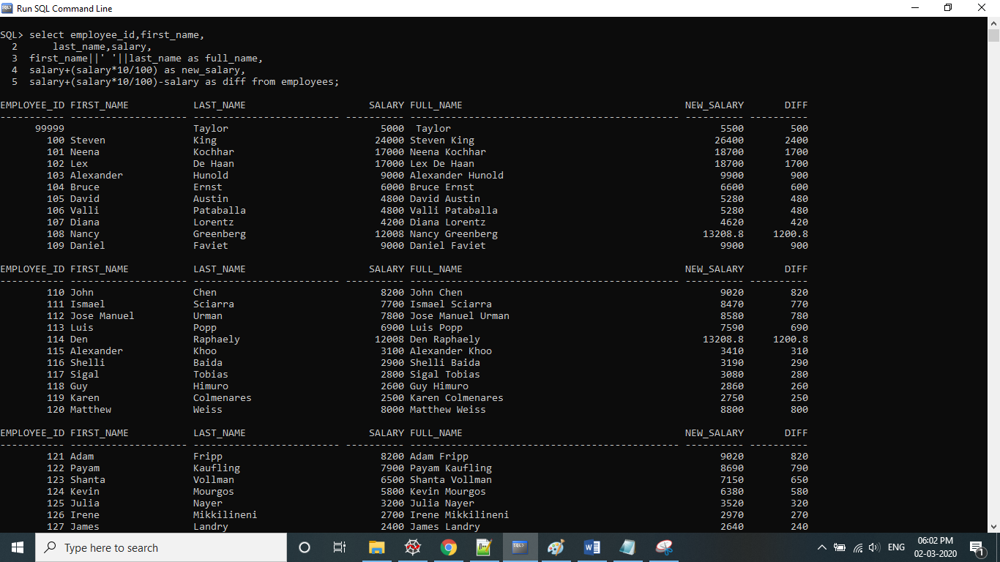 Run SQL Command Line
SQL> select employee_id,first_name,
  2      last_name,salary,
  3  first_name||' '||last_name as full_name,
  4  salary+(salary*10/100) as new_salary,
  5  salary+(salary*10/100)-salary as diff from employees;
EMPLOYEE_ID FIRST_NAME LAST_NAME SALARY FULL_NAME NEW_SALARY DIFF
----------- -------------------- ------------------------- ---------- ---------------------------------------------- ---------- ----------
99999 Taylor 5000  Taylor 5500 500
100 Steven King 24000 Steven King 26400 2400
101 Neena Kochhar 17000 Neena Kochhar 18700 1700
102 Lex De Haan 17000 Lex De Haan 18700 1700
103 Alexander Hunold 9000 Alexander Hunold 9900 900
104 Bruce Ernst 6000 Bruce Ernst 6600 600
105 David Austin 4800 David Austin 5280 480
106 Valli Pataballa 4800 Valli Pataballa 5280 480
107 Diana Lorentz 4200 Diana Lorentz 4620 420
108 Nancy Greenberg 12008 Nancy Greenberg 13208.8 1200.8
109 Daniel Faviet 9000 Daniel Faviet 9900 900
EMPLOYEE_ID FIRST_NAME LAST_NAME SALARY FULL_NAME NEW_SALARY DIFF
----------- -------------------- ------------------------- ---------- ---------------------------------------------- ---------- ----------
110 John Chen 8200 John Chen 9020 820
111 Ismael Sciarra 7700 Ismael Sciarra 8470 770
112 Jose Manuel Urman 7800 Jose Manuel Urman 8580 780
113 Luis Popp 6900 Luis Popp 7590 690
114 Den Raphaely 12008 Den Raphaely 13208.8 1200.8
115 Alexander Khoo 3100 Alexander Khoo 3410 310
116 Shelli Baida 2900 Shelli Baida 3190 290
117 Sigal Tobias 2800 Sigal Tobias 3080 280
118 Guy Himuro 2600 Guy Himuro 2860 260
119 Karen Colmenares 2500 Karen Colmenares 2750 250
120 Matthew Weiss 8000 Matthew Weiss 8800 800
EMPLOYEE_ID FIRST_NAME LAST_NAME SALARY FULL_NAME NEW_SALARY DIFF
----------- -------------------- ------------------------- ---------- ---------------------------------------------- ---------- ----------
121 Adam Fripp 8200 Adam Fripp 9020 820
122 Payam Kaufling 7900 Payam Kaufling 8690 790
123 Shanta Vollman 6500 Shanta Vollman 7150 650
124 Kevin Mourgos 5800 Kevin Mourgos 6380 580
125 Julia Nayer 3200 Julia Nayer 3520 320
126 Irene Mikkilineni 2700 Irene Mikkilineni 2970 270
127 James Landry 2400 James Landry 2640 240
Type here to search
ENG
06:02 PM
02-03-2020
1